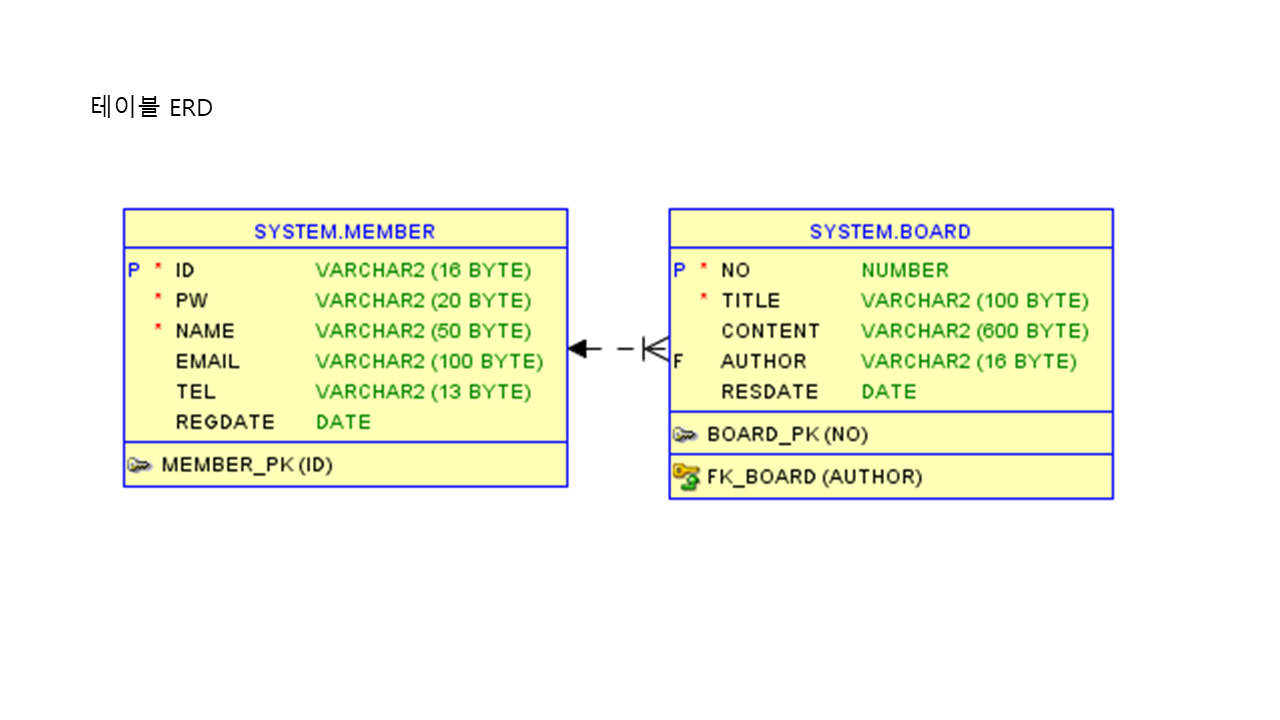 테이블 ERD
SYSTEM.MEMBER
P * ID VARCHAR2 (16 BYTE)
* PW VARCHAR2 (20 BYTE)
* NAME VARCHAR2 (50 BYTE)
EMAIL VARCHAR2 (100 BYTE)
TEL VARCHAR2 (13 BYTE)
REGDATE DATE
MEMBER_PK (ID)
SYSTEM.BOARD
P * NO NUMBER
* TITLE VARCHAR2 (100 BYTE)
CONTENT VARCHAR2 (600 BYTE)
F AUTHOR VARCHAR2 (16 BYTE)
RESDATE DATE
BOARD_PK (NO)
FK_BOARD (AUTHOR)